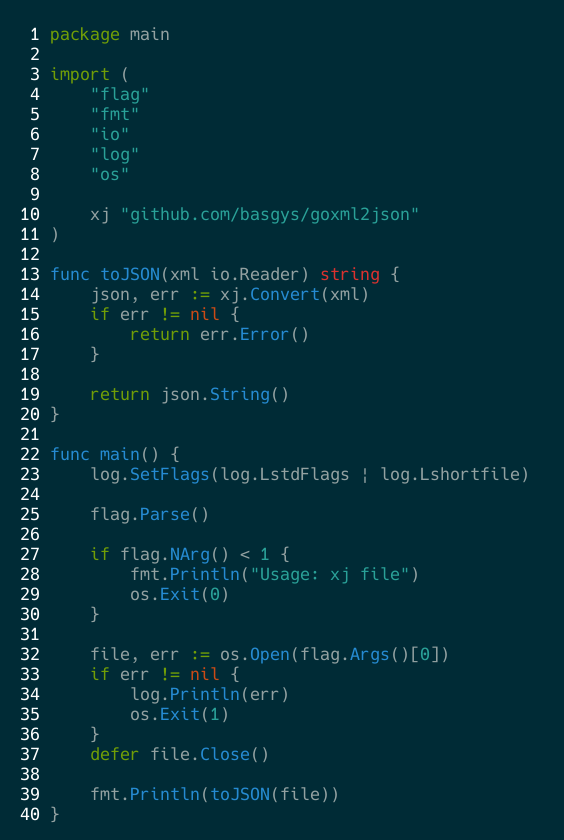 1 package main
2
3 import (
4     "flag"
5     "fmt"
6     "io"
7     "log"
8     "os"
9
10     xj "github.com/basgys/goxml2json"
11 )
12
13 func toJSON(xml io.Reader) string {
14     json, err := xj.Convert(xml)
15     if err != nil {
16         return err.Error()
17     }
18
19     return json.String()
20 }
21
22 func main() {
23     log.SetFlags(log.LstdFlags ¦ log.Lshortfile)
24
25     flag.Parse()
26
27     if flag.NArg() < 1 {
28         fmt.Println("Usage: xj file")
29         os.Exit(0)
30     }
31
32     file, err := os.Open(flag.Args()[0])
33     if err != nil {
34         log.Println(err)
35         os.Exit(1)
36     }
37     defer file.Close()
38
39     fmt.Println(toJSON(file))
40 }